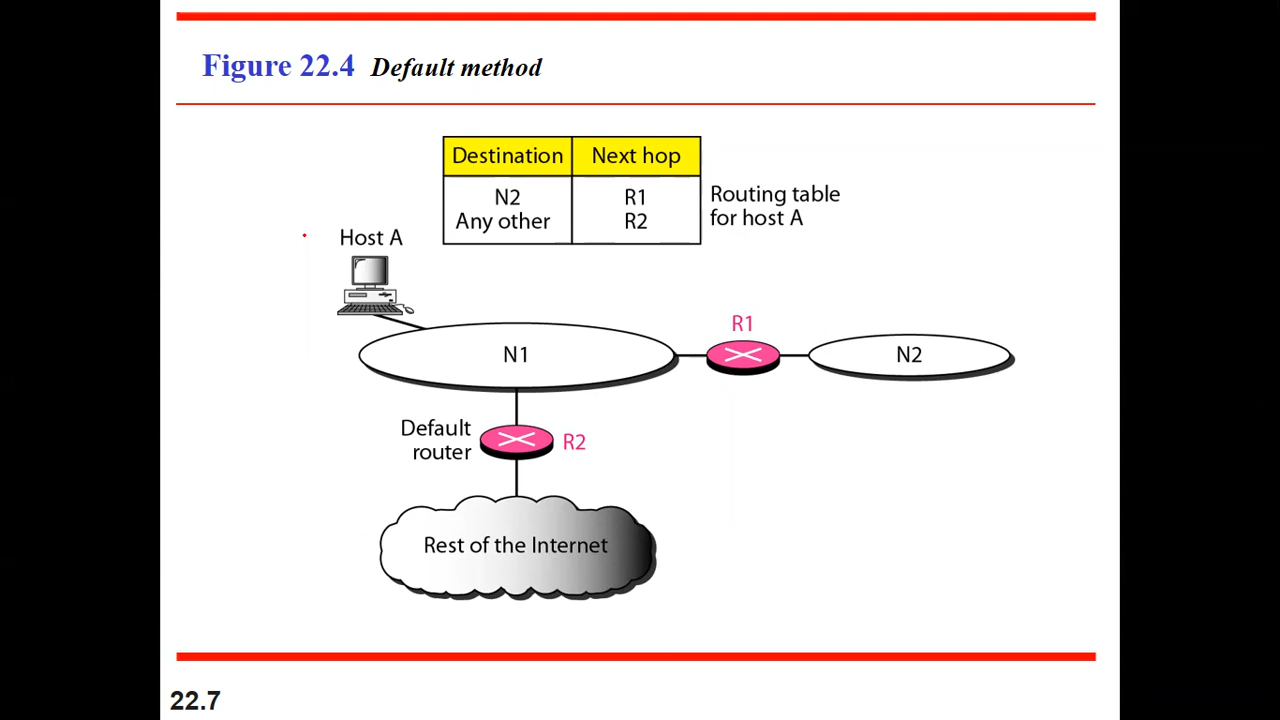 Figure 22.4 Default method
Destination Next hop
N2 R1
Any other R2
Routing table
for host A
Host A
R1
N1
N2
Default
router
R2
Rest of the Internet
22.7